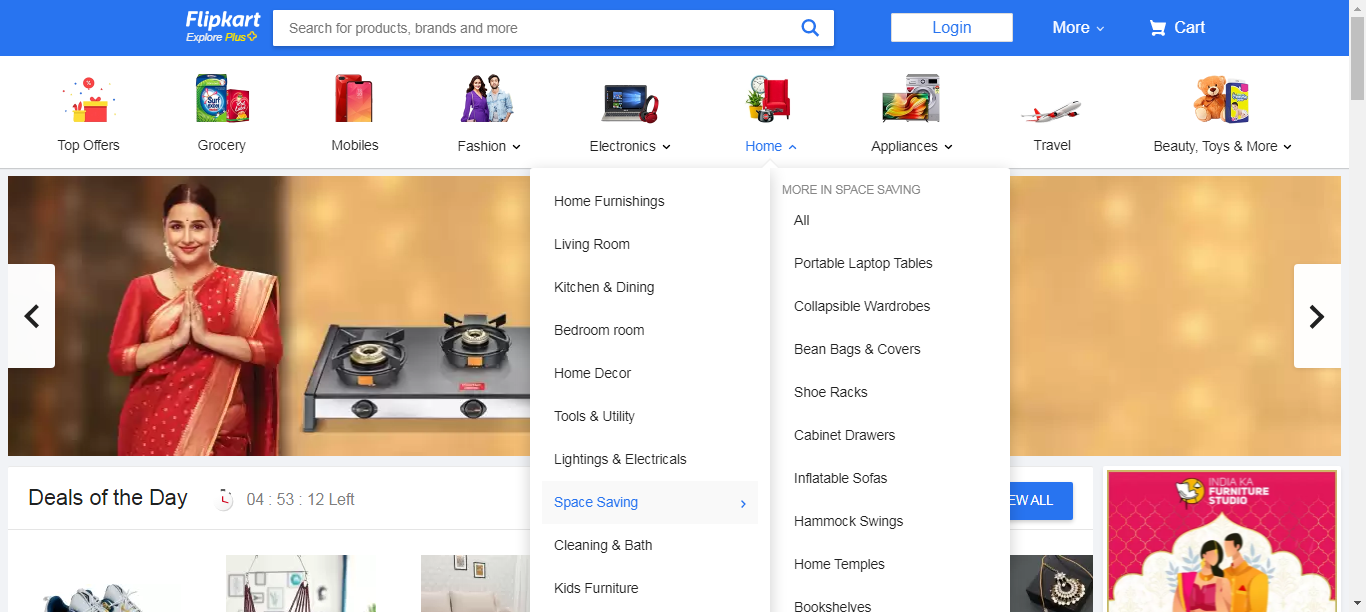 Flipkart
Explore Plus
Search for products, brands and more
Login
More
Cart
Top Offers
Grocery
Mobiles
Fashion
Electronics
Home
Appliances
Travel
Beauty, Toys & More
Home Furnishings
Living Room
Kitchen & Dining
Bedroom room
Home Decor
Tools & Utility
Lightings & Electricals
Space Saving
Cleaning & Bath
Kids Furniture
MORE IN SPACE SAVING
All
Portable Laptop Tables
Collapsible Wardrobes
Bean Bags & Covers
Shoe Racks
Cabinet Drawers
Inflatable Sofas
Hammock Swings
Home Temples
Bookshelves
Deals of the Day
04 : 53 : 12 Left
EW ALL
INDIA KA
FURNITURE
STUDIO